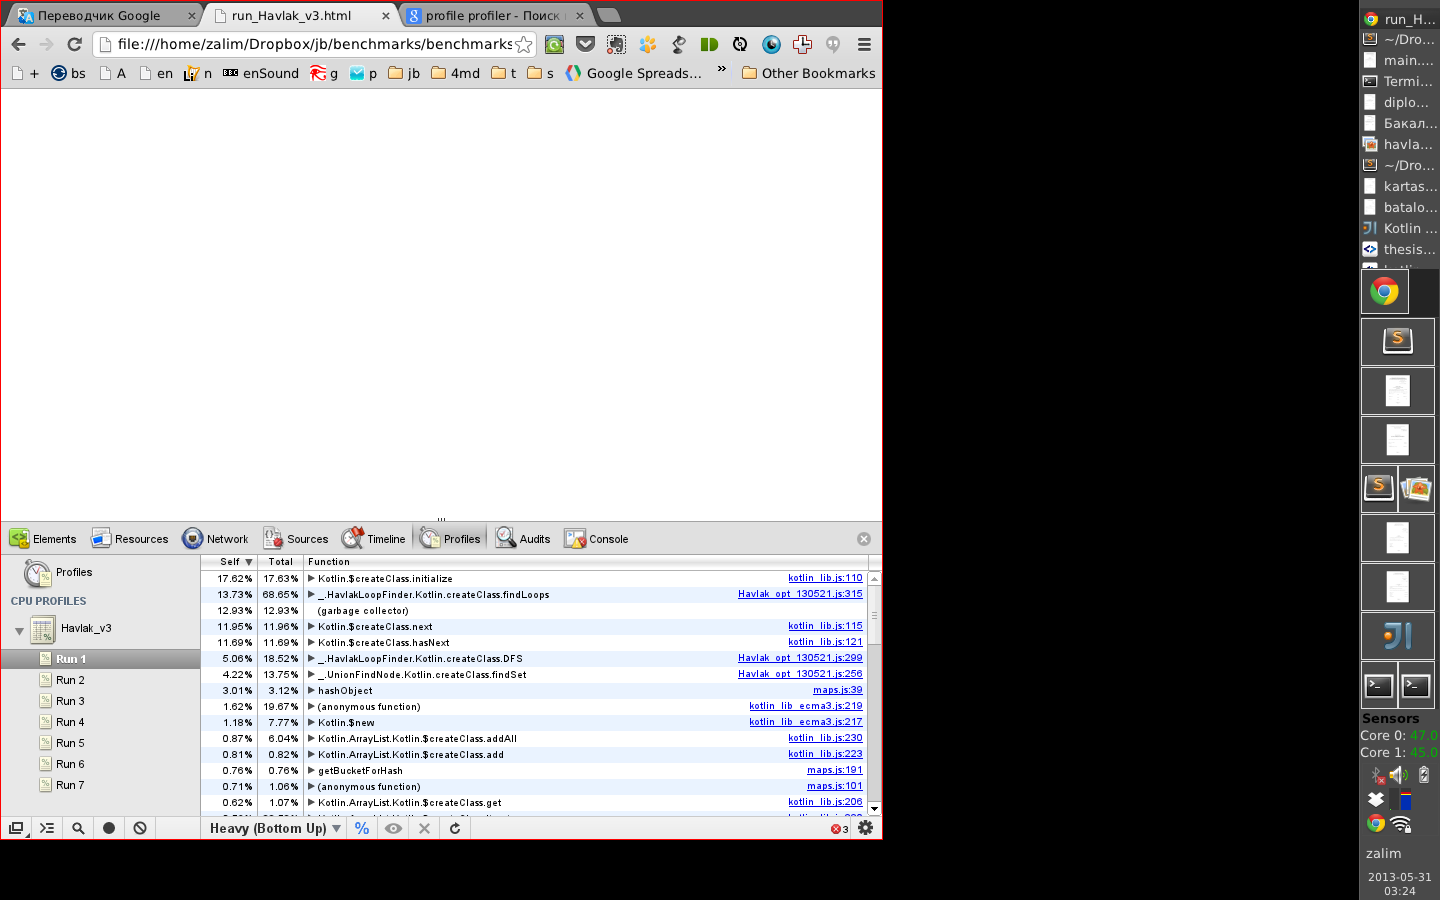 Переводчик Google
run_Havlak_v3.html
profile profiler - Поиск
file:///home/zalim/Dropbox/jb/benchmarks/benchmarks
+ bs A en n enSound g p jb 4md t s Google Spreads... » Other Bookmarks
Elements Resources Network Sources Timeline Profiles Audits Console
Profiles
CPU PROFILES
Havlak_v3
Run 1
Run 2
Run 3
Run 4
Run 5
Run 6
Run 7
Self Total Function
17.62% 17.63% Kotlin.$createClass.initialize kotlin_lib.js:110
13.73% 68.65% _.HavlakLoopFinder.Kotlin.createClass.findLoops Havlak_opt_130521.js:315
12.93% 12.93% (garbage collector)
11.95% 11.96% Kotlin.$createClass.next kotlin_lib.js:115
11.69% 11.69% Kotlin.$createClass.hasNext kotlin_lib.js:121
5.06% 18.52% _.HavlakLoopFinder.Kotlin.createClass.DFS Havlak_opt_130521.js:299
4.22% 13.75% _.UnionFindNode.Kotlin.createClass.findSet Havlak_opt_130521.js:256
3.01% 3.12% hashObject maps.js:39
1.62% 19.67% (anonymous function) kotlin_lib_ecma3.js:219
1.18% 7.77% Kotlin.$new kotlin_lib_ecma3.js:217
0.87% 6.04% Kotlin.ArrayList.Kotlin.$createClass.addAll kotlin_lib.js:230
0.81% 0.82% Kotlin.ArrayList.Kotlin.$createClass.add kotlin_lib.js:223
0.76% 0.76% getBucketForHash maps.js:191
0.71% 1.06% (anonymous function) maps.js:101
0.62% 1.07% Kotlin.ArrayList.Kotlin.$createClass.get kotlin_lib.js:206
Heavy (Bottom Up) % 3
run_H...
~/Dro...
main....
Termi...
diplo...
Бакал...
havla...
~/Dro...
kartas...
batalo...
Kotlin ...
thesis...
Sensors
Core 0: 47.0
Core 1: 45.0
zalim
2013-05-31
03:24